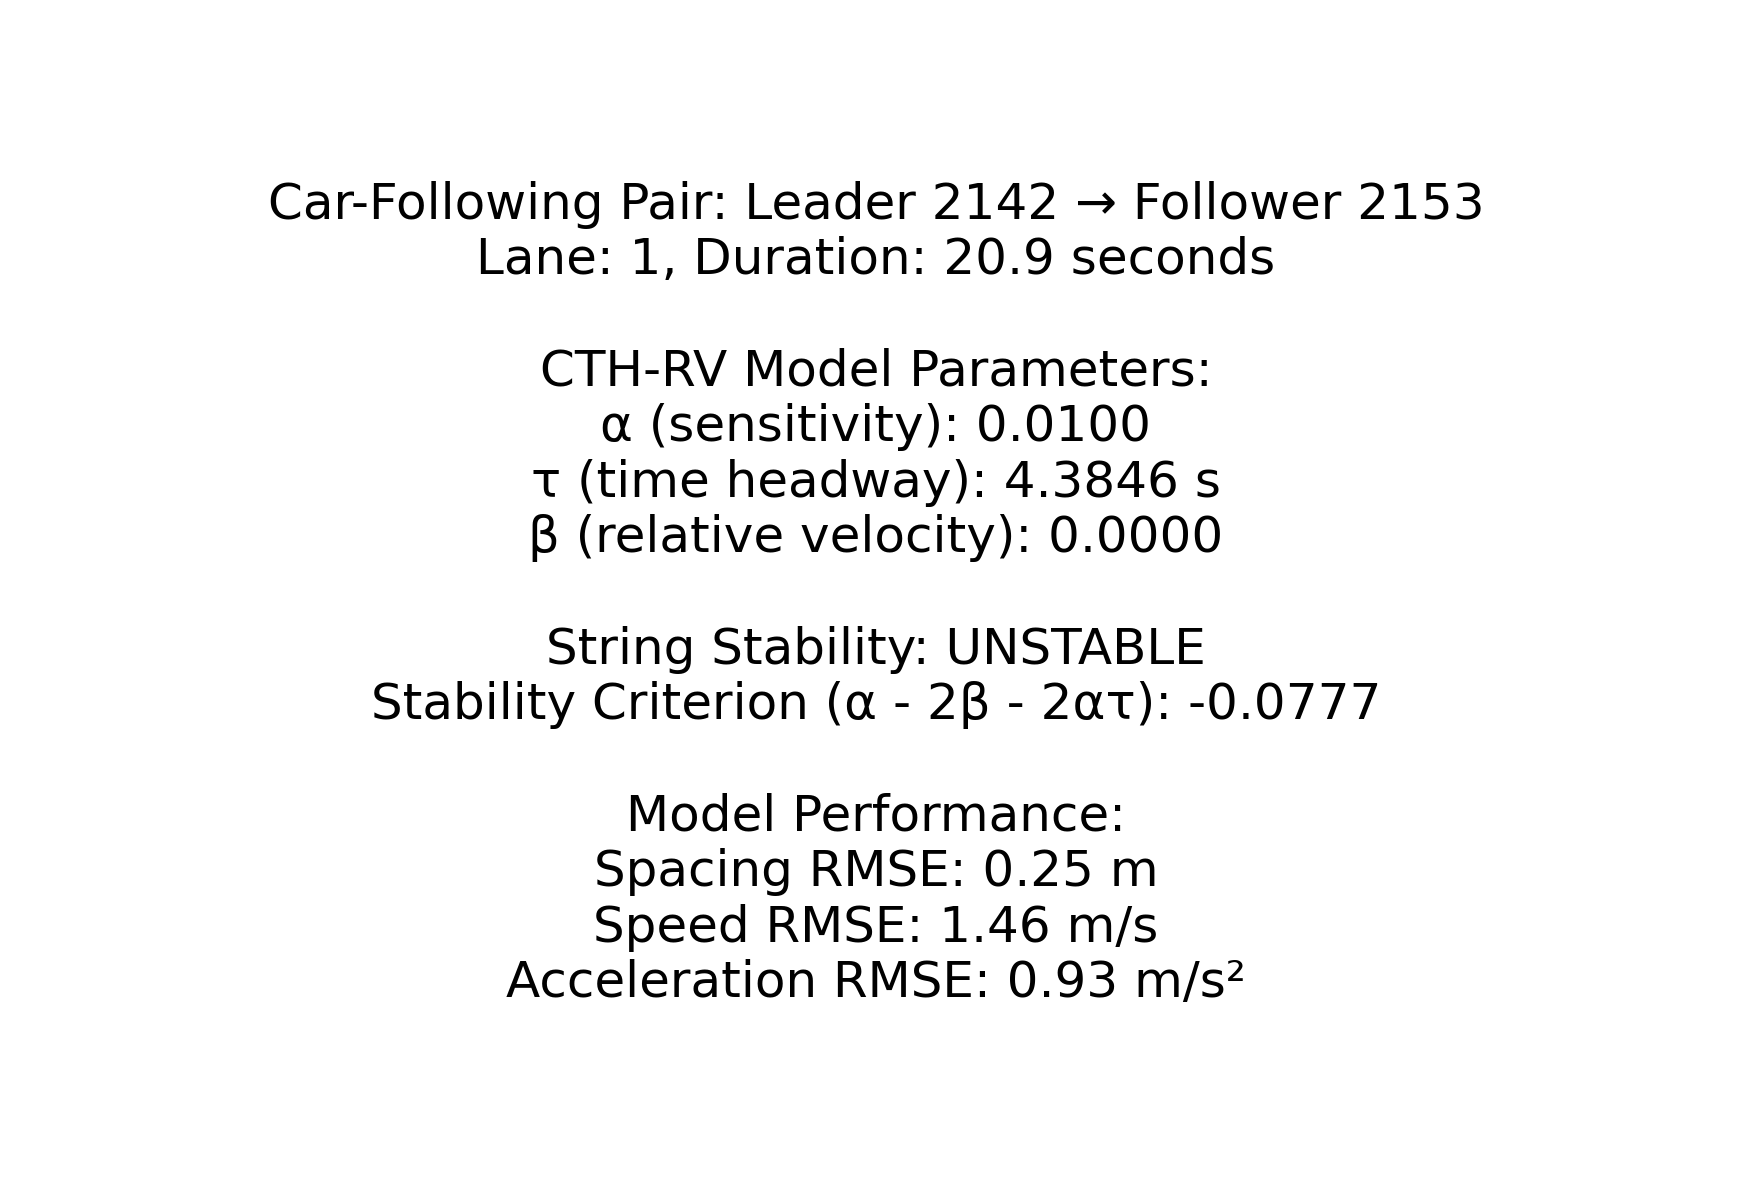 Car-Following Pair: Leader 2142 → Follower 2153
Lane: 1, Duration: 20.9 seconds
CTH-RV Model Parameters:
α (sensitivity): 0.0100
τ (time headway): 4.3846 s
β (relative velocity): 0.0000
String Stability: UNSTABLE
Stability Criterion (α - 2β - 2ατ): -0.0777
Model Performance:
Spacing RMSE: 0.25 m
Speed RMSE: 1.46 m/s
Acceleration RMSE: 0.93 m/s²